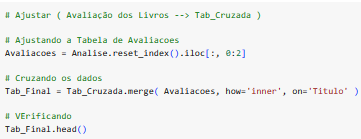 # Ajustar ( Avaliação dos Livros --> Tab_Cruzada )
# Ajustando a Tabela de Avaliacoes
Avaliacoes = Analise.reset_index().iloc[:, 0:2]
# Cruzando os dados
Tab_Final = Tab_Cruzada.merge( Avaliacoes, how='inner', on='Titulo' )
# VErificando
Tab_Final.head()